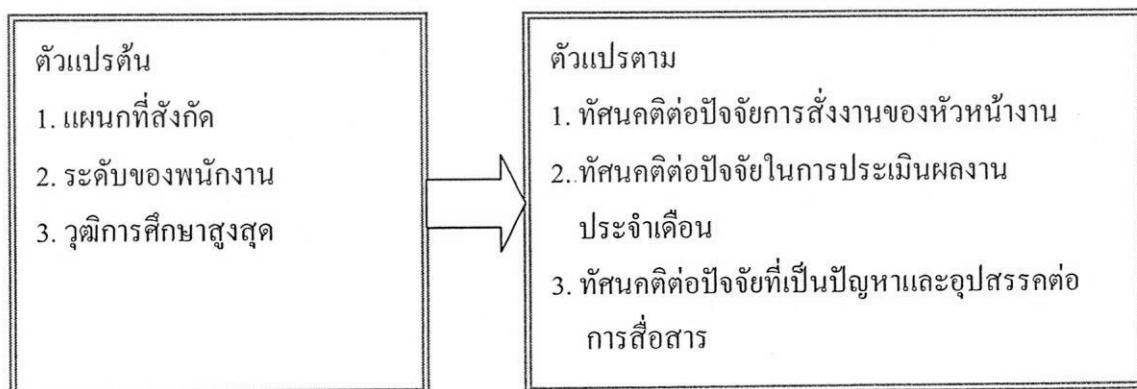 ตัวแปรต้น
1. แผนกที่สังกัด
2. ระดับของพนักงาน
3. วุฒิการศึกษาสูงสุด
ตัวแปรตาม
1. ทัศนคติต่อปัจจัยการสั่งงานของหัวหน้างาน
2. ทัศนคติต่อปัจจัยในการประเมินผลงาน
ประจำเดือน
3. ทัศนคติต่อปัจจัยที่เป็นปัญหาและอุปสรรคต่อ
การสื่อสาร